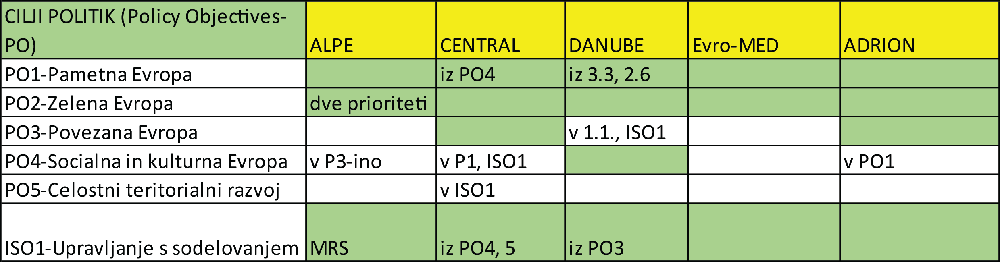 CILJI POLITIK (Policy Objectives-
PO) ALPE CENTRAL DANUBE Evro-MED ADRION
PO1-Pametna Evropa iz PO4 iz 3.3, 2.6
PO2-Zelena Evropa dve prioriteti
PO3-Povezana Evropa v 1.1., ISO1
PO4-Socialna in kulturna Evropa v P3-ino v P1, ISO1 v PO1
PO5-Celostni teritorialni razvoj v ISO1
ISO1-Upravljanje s sodelovanjem MRS iz PO4, 5 iz PO3